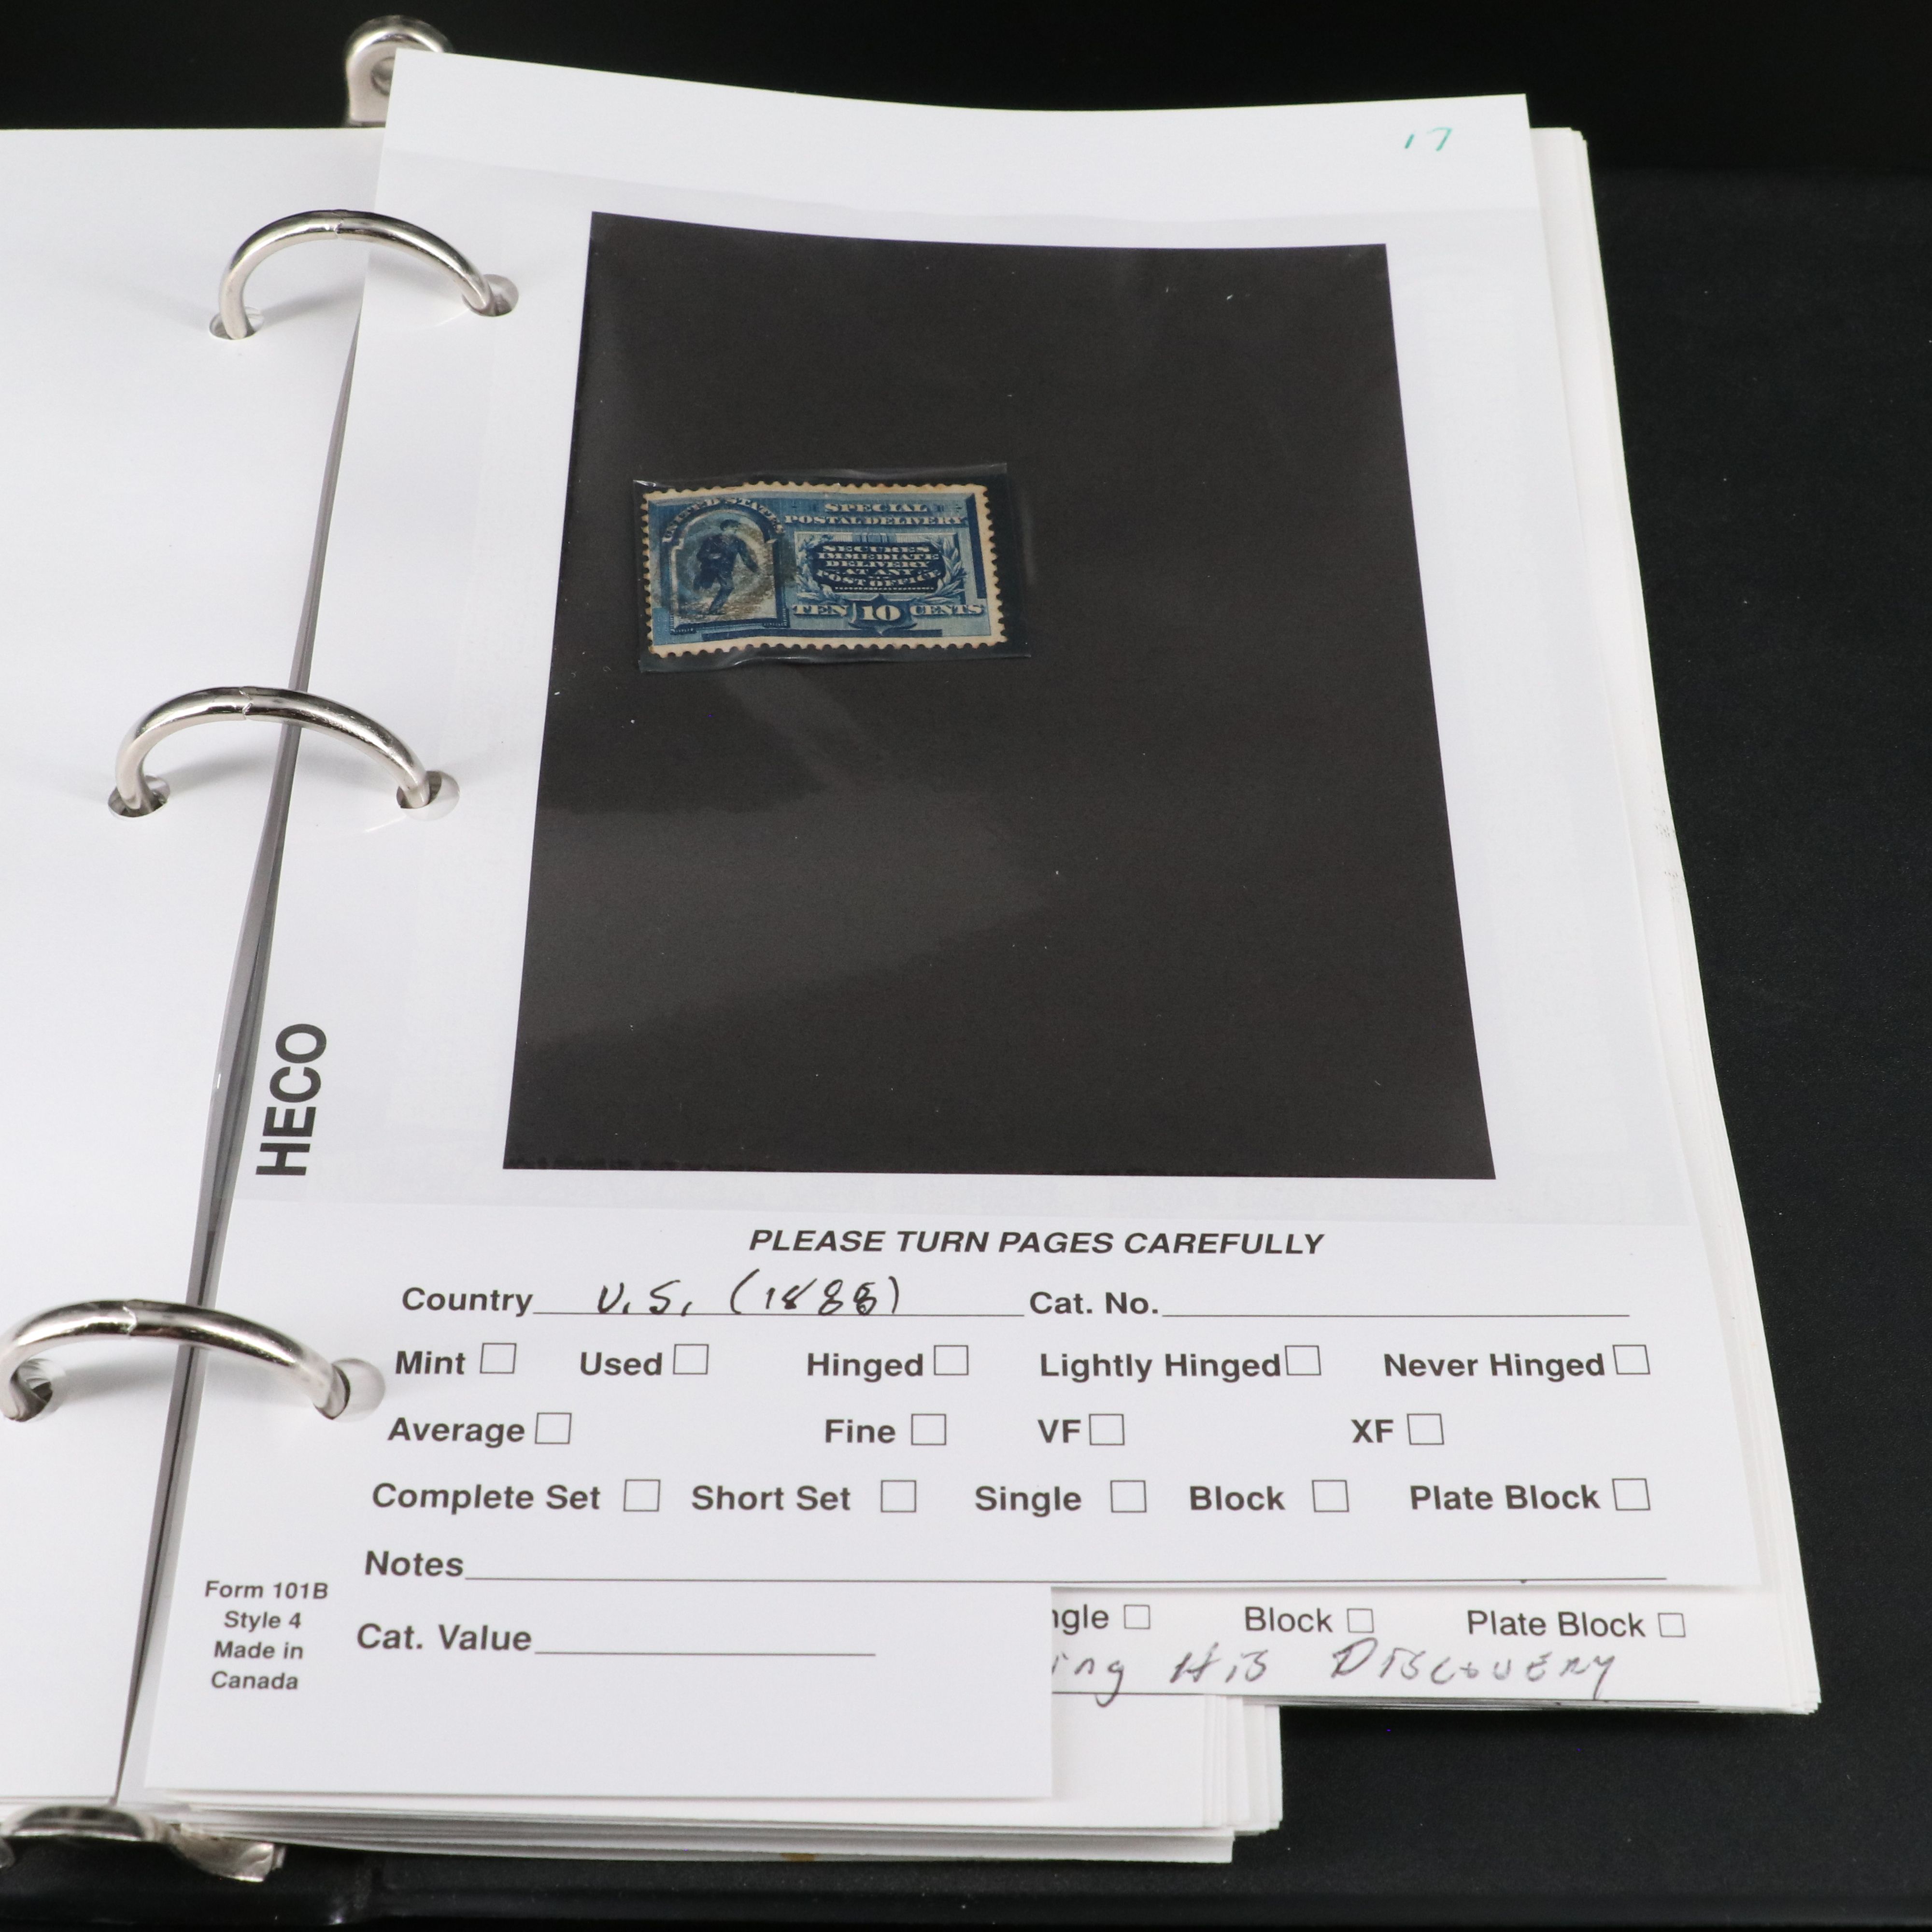 17
UNITED STATES
SPECIAL
POSTAL DELIVERY
SECURES
IMMEDIATE
DELIVERY
AT ANY
POST OFFICE
TEN 10 CENTS
HECO
PLEASE TURN PAGES CAREFULLY
Country U.S. (1888) Cat. No.
Mint Used Hinged Lightly Hinged Never Hinged
Average Fine VF XF
Complete Set Short Set Single Block Plate Block
Notes
Form 101B
Style 4
Made in
Canada
Cat. Value
ngle Block Plate Block
ing His DISCOVERY